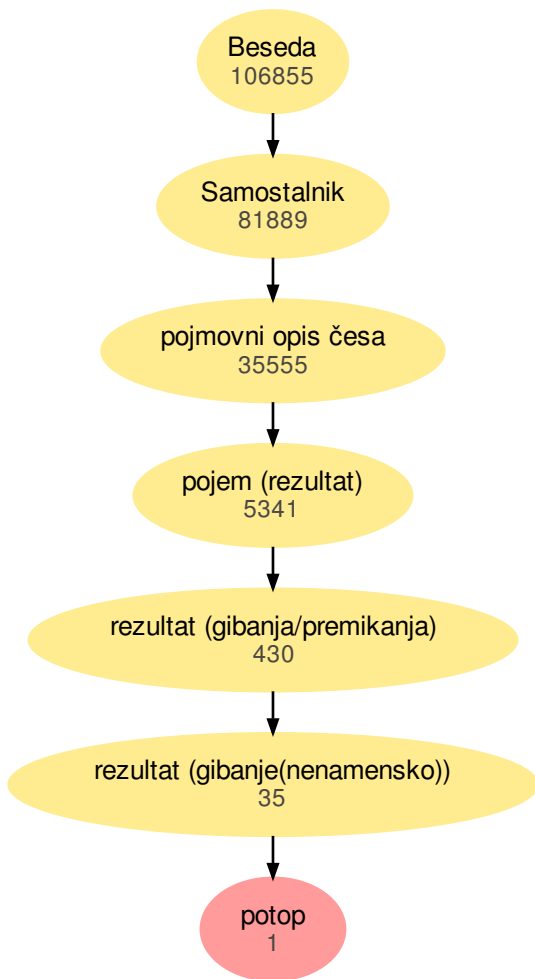 Beseda
106855
Samostalnik
81889
pojmovni opis česa
35555
pojem (rezultat)
5341
rezultat (gibanja/premikanja)
430
rezultat (gibanje(nenamensko))
35
potop
1